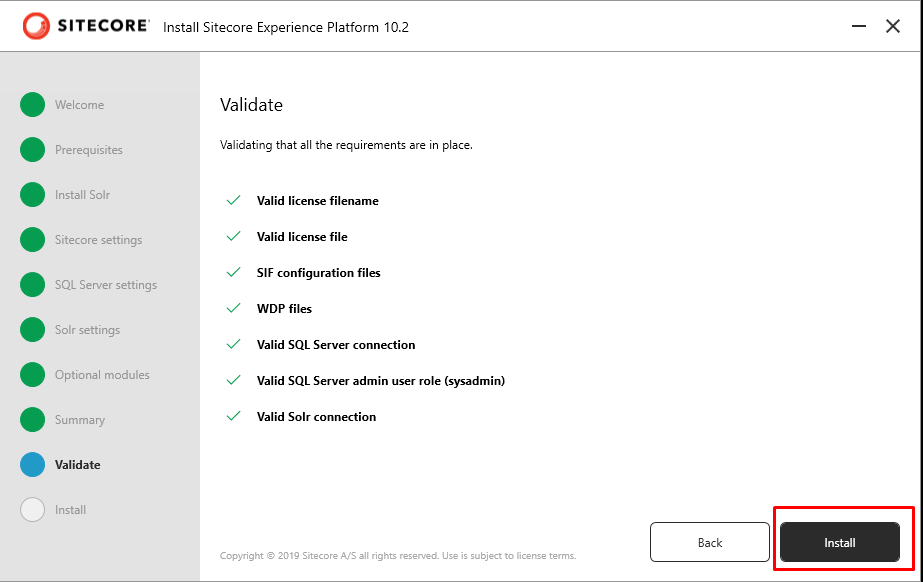 SITECORE Install Sitecore Experience Platform 10.2
Welcome
Prerequisites
Install Solr
Sitecore settings
SQL Server settings
Solr settings
Optional modules
Summary
Validate
Install
Validate
Validating that all the requirements are in place.
Valid license filename
Valid license file
SIF configuration files
WDP files
Valid SQL Server connection
Valid SQL Server admin user role (sysadmin)
Valid Solr connection
Copyright © 2019 Sitecore A/S all rights reserved. Use is subject to license terms.
Back
Install